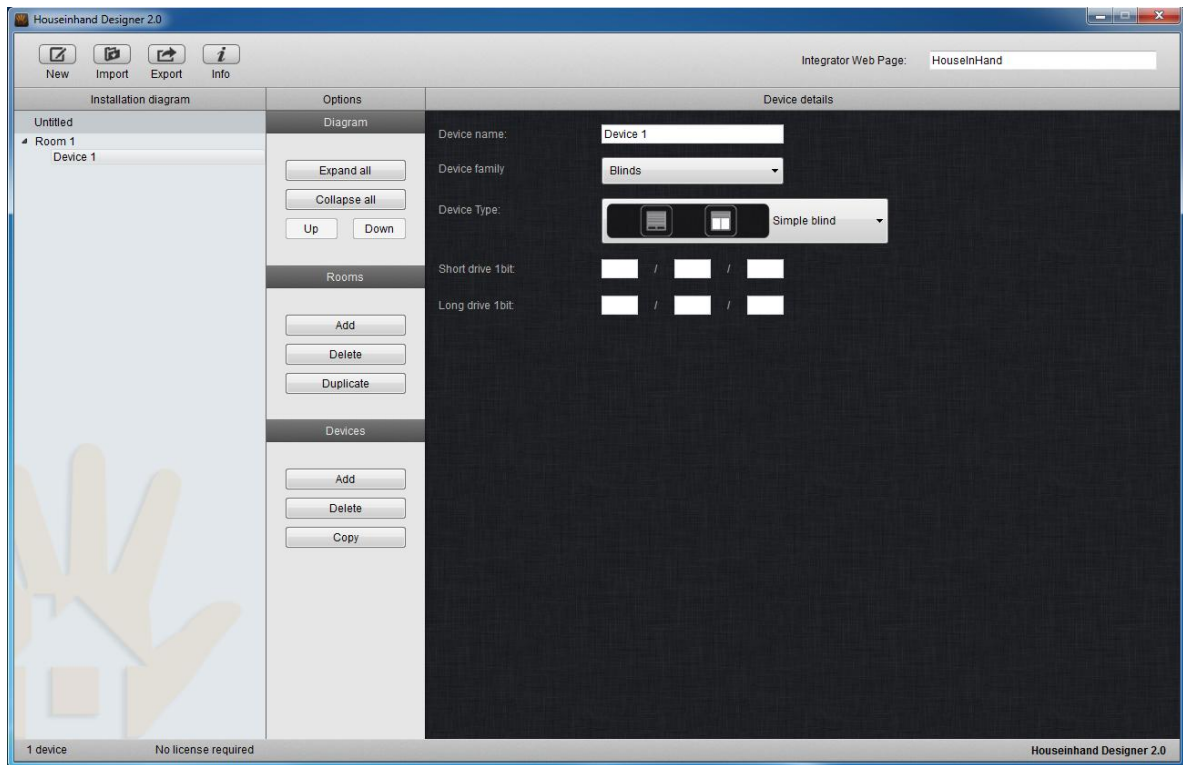 Houseinhand Designer 2.0
New Import Export Info
Integrator Web Page: HouseInHand
Installation diagram Options Device details
Untitled
Room 1
Device 1
Diagram
Expand all
Collapse all
Up Down
Rooms
Add
Delete
Duplicate
Devices
Add
Delete
Copy
Device name: Device 1
Device family Blinds
Device Type: Simple blind
Short drive 1bit: / /
Long drive 1bit: / /
1 device No license required Houseinhand Designer 2.0